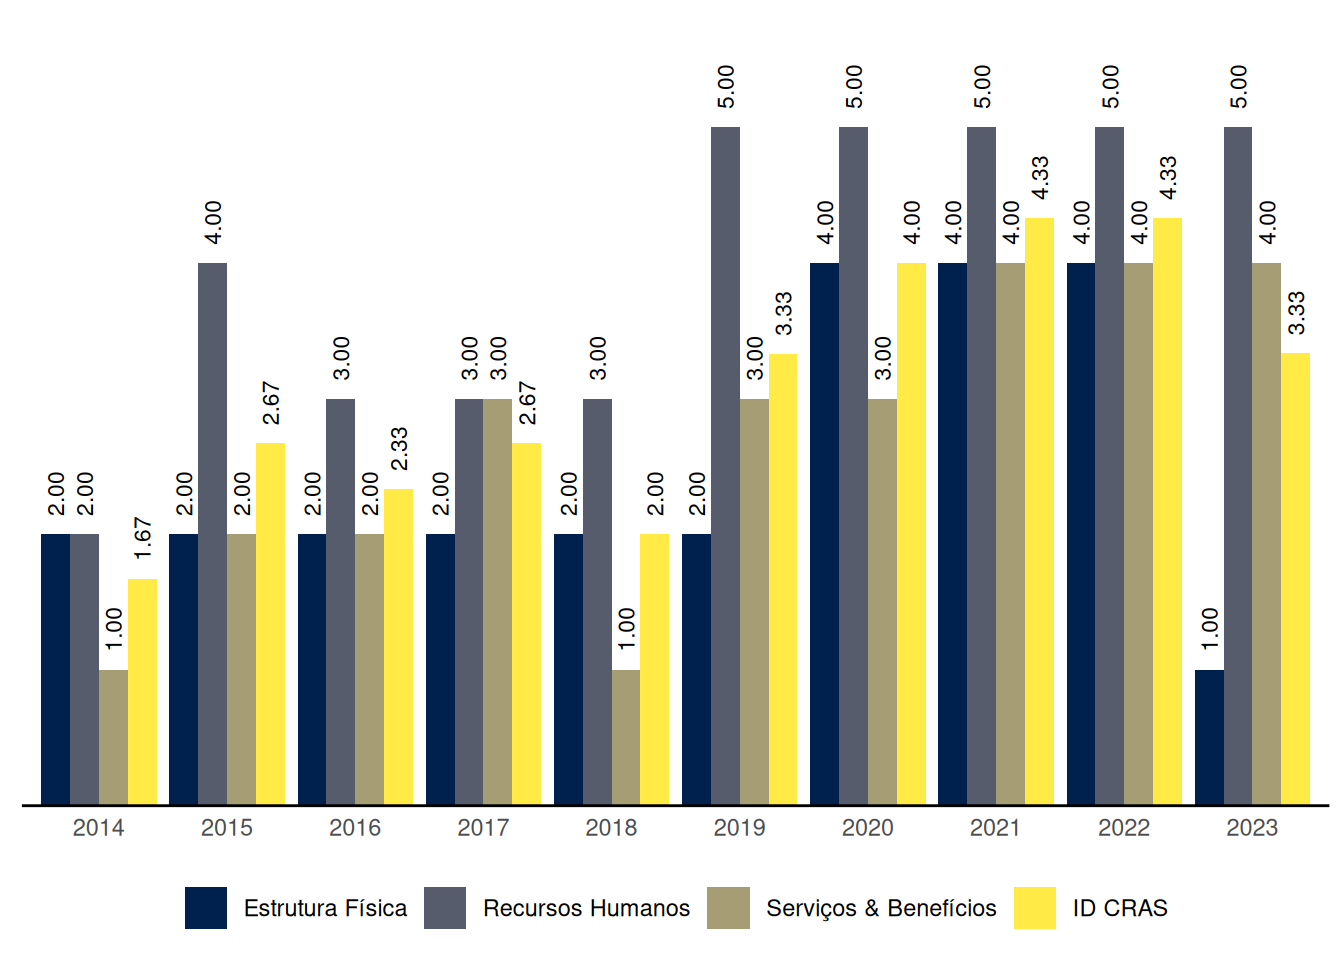 2.00 2.00 1.00 1.67
2.00 4.00 2.00 2.67
2.00 3.00 2.00 2.33
2.00 3.00 3.00 2.67
2.00 3.00 1.00 2.00
2.00 5.00 3.00 3.33
4.00 5.00 3.00 4.00
4.00 5.00 4.00 4.33
4.00 5.00 4.00 4.33
1.00 5.00 4.00 3.33
2014 2015 2016 2017 2018 2019 2020 2021 2022 2023
Estrutura Física Recursos Humanos Serviços & Benefícios ID CRAS